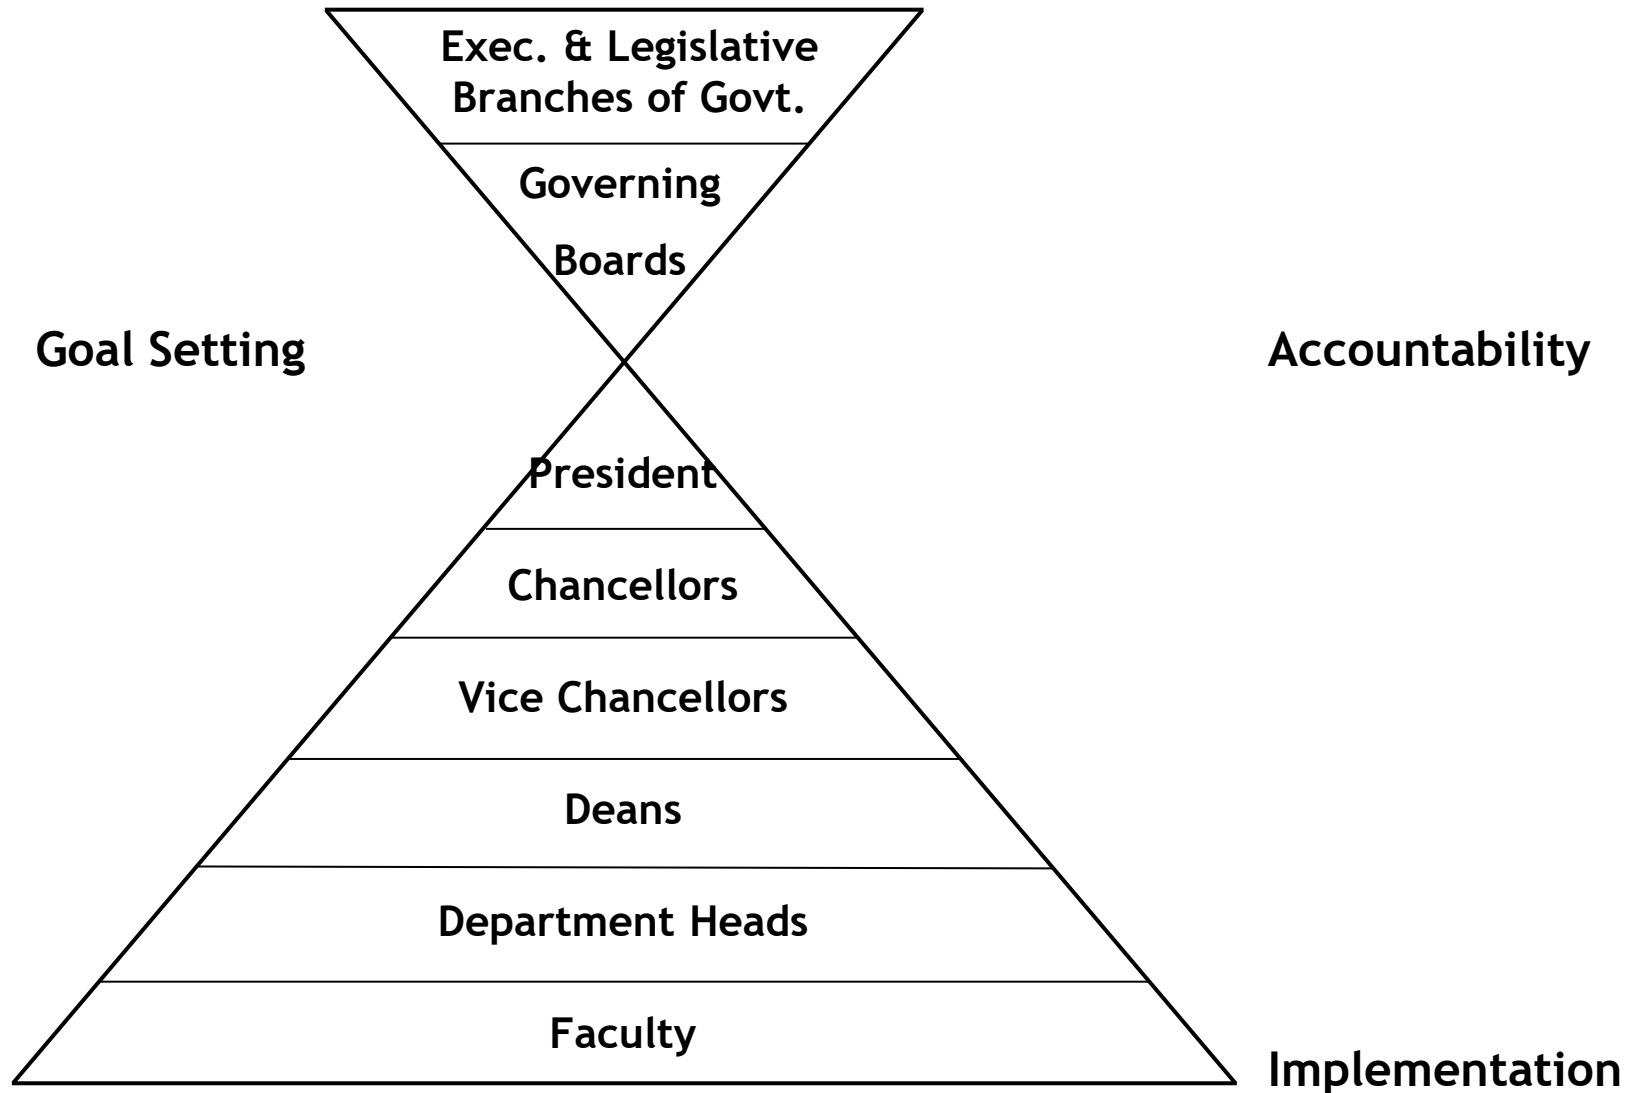 Exec. & Legislative
Branches of Govt.
Governing
Boards
Goal Setting
Accountability
President
Chancellors
Vice Chancellors
Deans
Department Heads
Faculty
Implementation